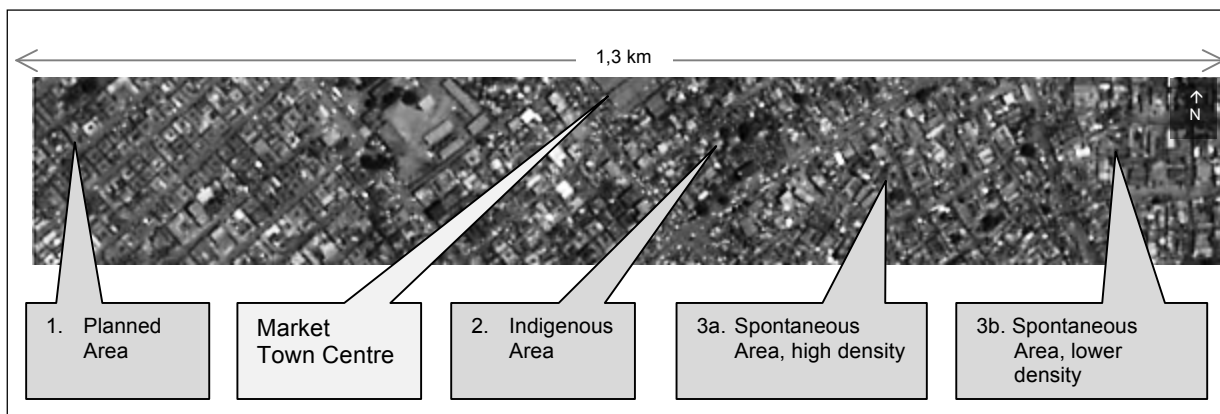 1,3 km
N
1. Planned
Area
Market
Town Centre
2. Indigenous
Area
3a. Spontaneous
Area, high density
3b. Spontaneous
Area, lower
density